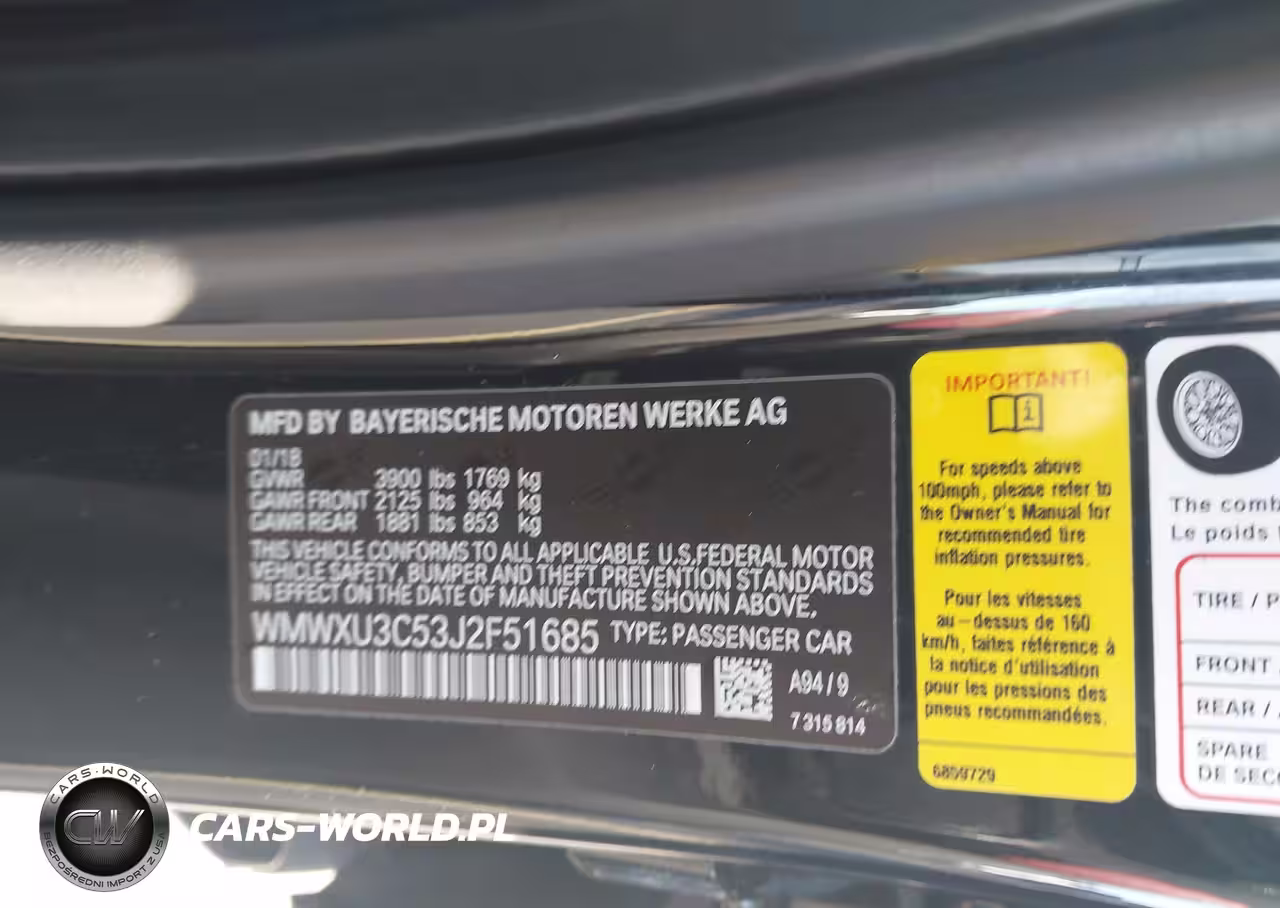 MFD BY BAYERISCHE MOTOREN WERKE AG
01/18
GVWR 3900 lbs 1769 kg
GAWR FRONT 2125 lbs 964 kg
GAWR REAR 1881 lbs 853 kg
THIS VEHICLE CONFORMS TO ALL APPLICABLE U.S.FEDERAL MOTOR
VEHICLE SAFETY, BUMPER AND THEFT PREVENTION STANDARDS
IN EFFECT ON THE DATE OF MANUFACTURE SHOWN ABOVE.
WMWXU3C53J2F51685 TYPE: PASSENGER CAR
A94/9
7 315 814
IMPORTANT!
For speeds above
100mph, please refer to
the Owner's Manual for
recommended tire
inflation pressures.
Pour les vitesses
au-dessus de 160
km/h, faites référence à
la notice d'utilisation
pour les pressions des
pneus recommandées.
6809729
The comb
Le poids
TIRE / P
FRONT
REAR /
SPARE
DE SECO
CARS-WORLD
CW
BEZPOŚREDNI IMPORT Z USA
CARS-WORLD.PL